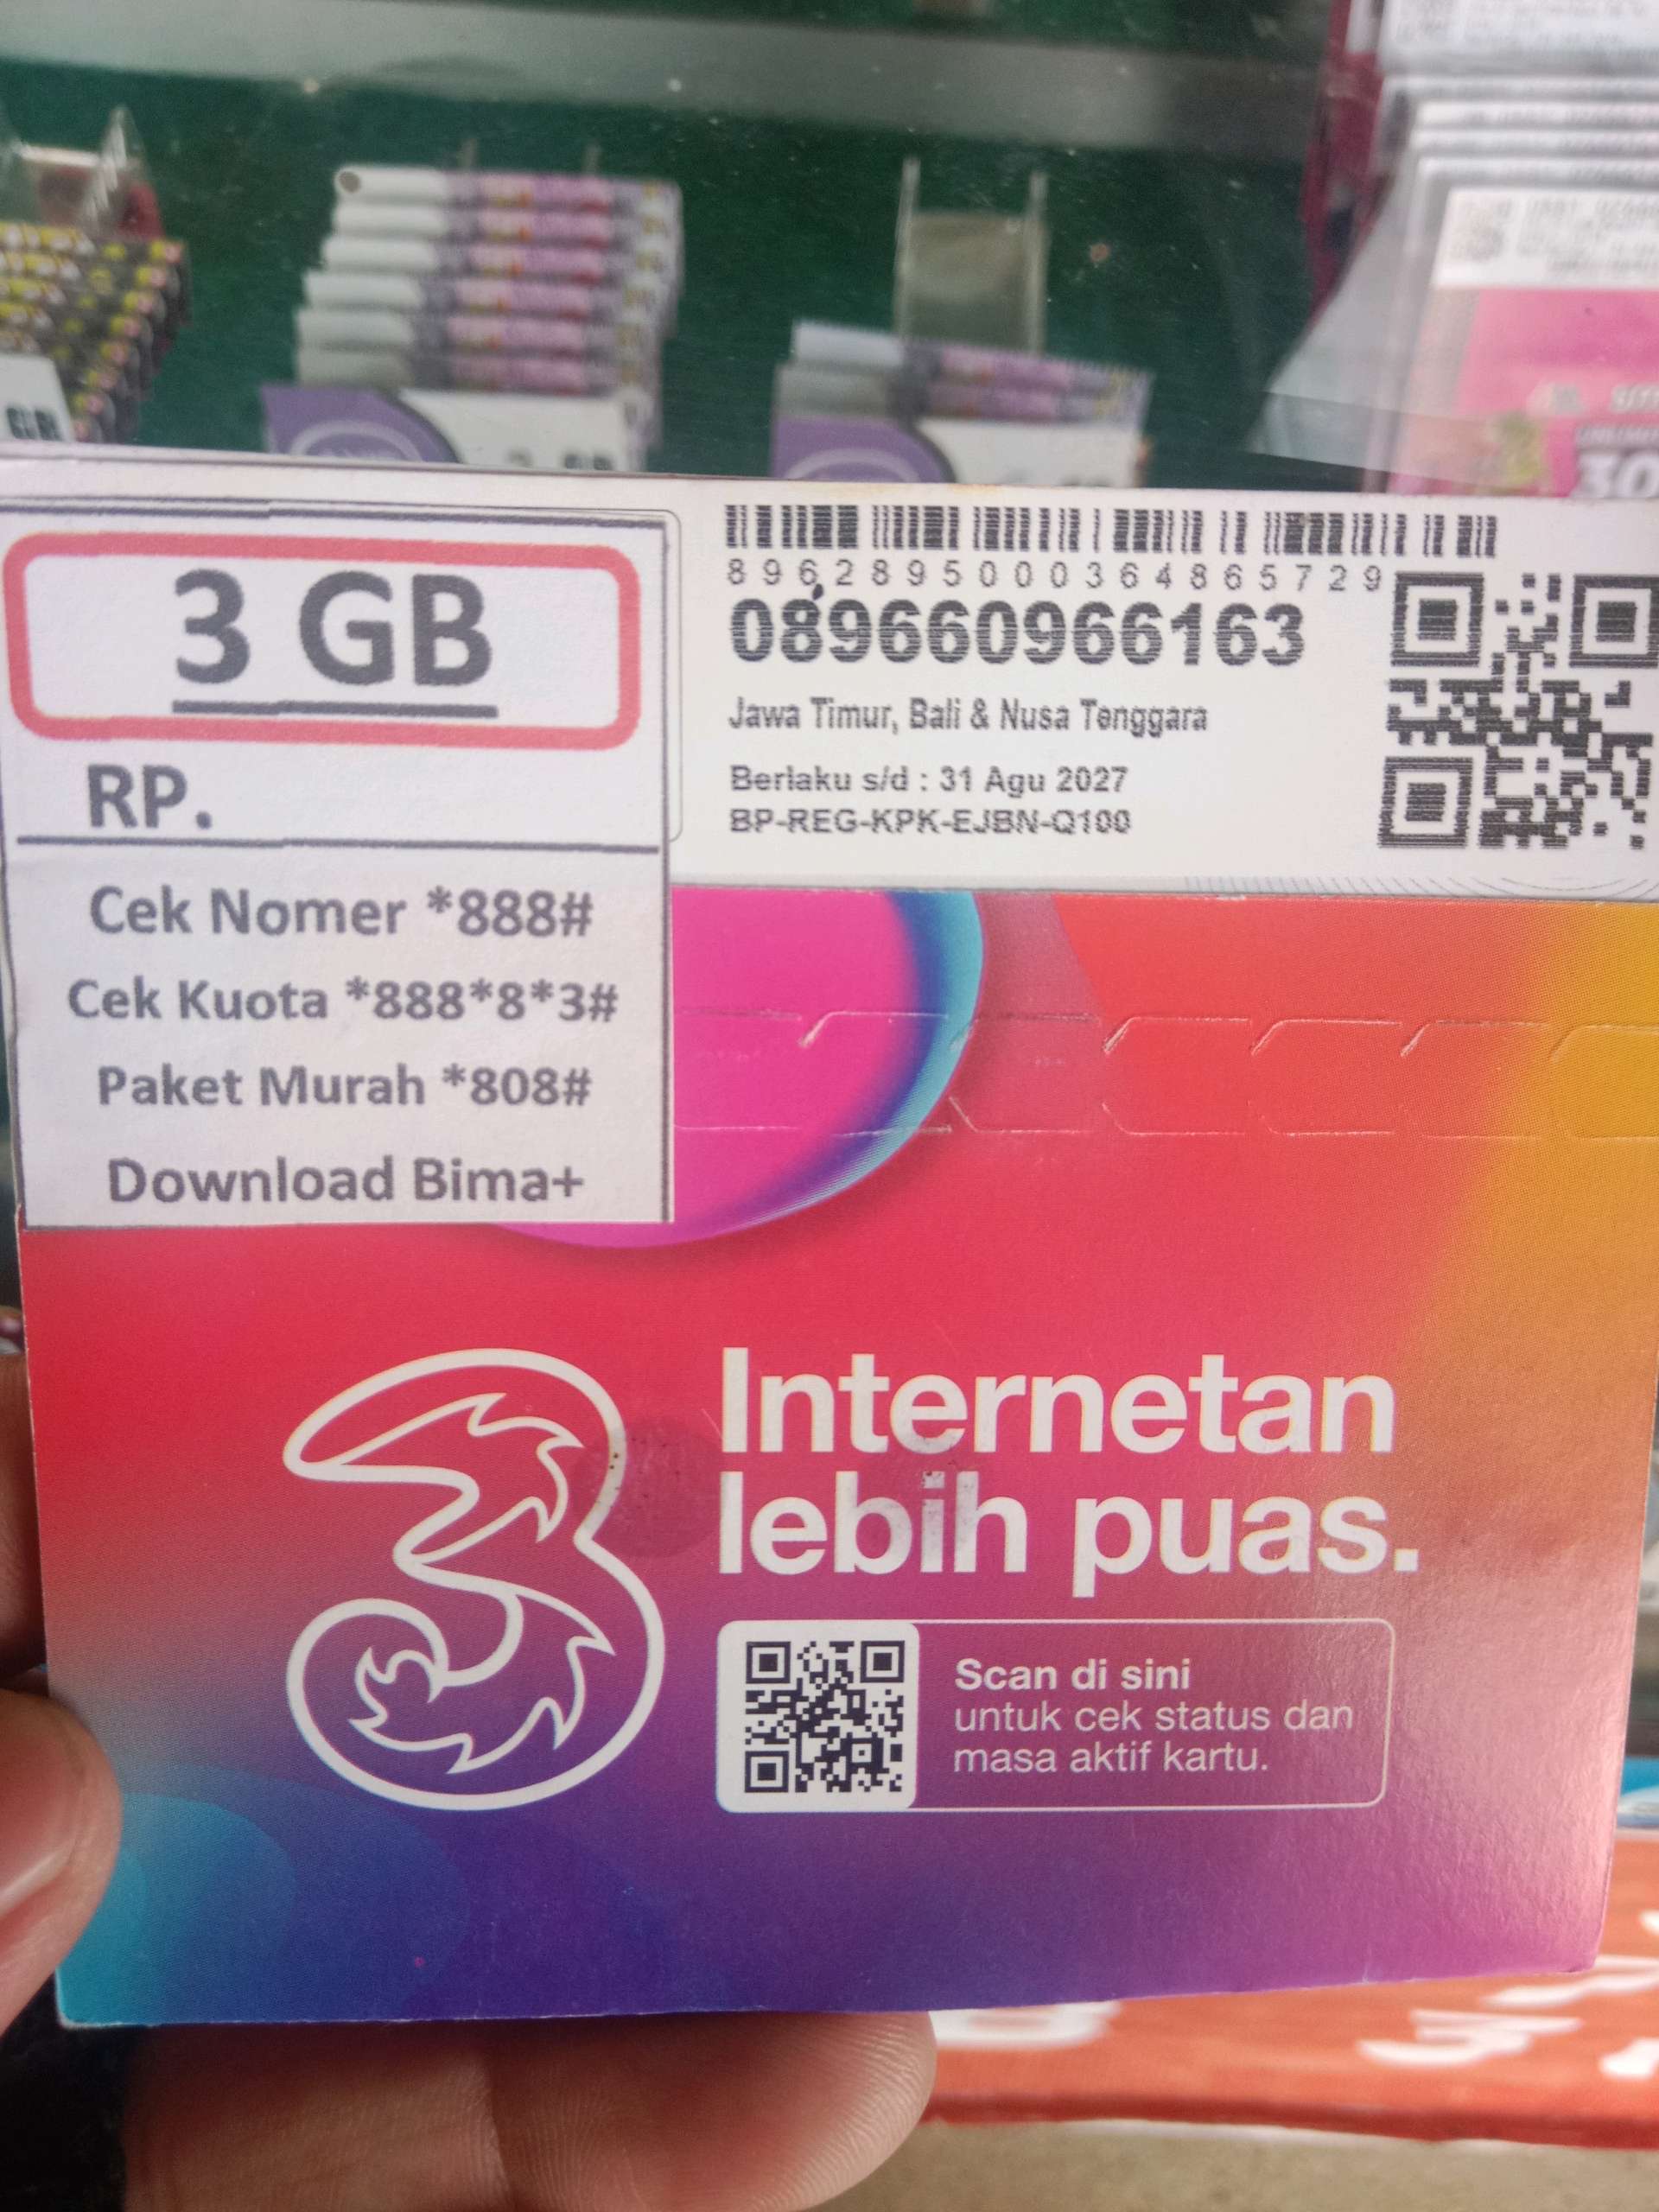 3 GB
RP.
Cek Nomer *888#
Cek Kuota *888*8*3#
Paket Murah *808#
Download Bima+
8962895000364865729
089660966163
Jawa Timur, Bali & Nusa Tenggara
Berlaku s/d : 31 Agu 2027
BP-REG-KPK-EJBN-Q100
Internetan
lebih puas.
Scan di sini
untuk cek status dan
masa aktif kartu.
30